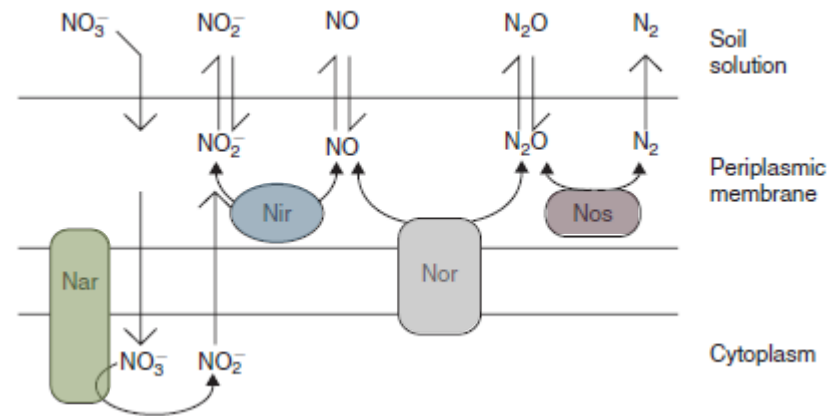 NO₃⁻ NO₂⁻ NO N₂O N₂
Soil
solution
NO₂⁻ NO N₂O N₂
Periplasmic
membrane
Nir Nos
Nar Nor
NO₃⁻ NO₂⁻
Cytoplasm